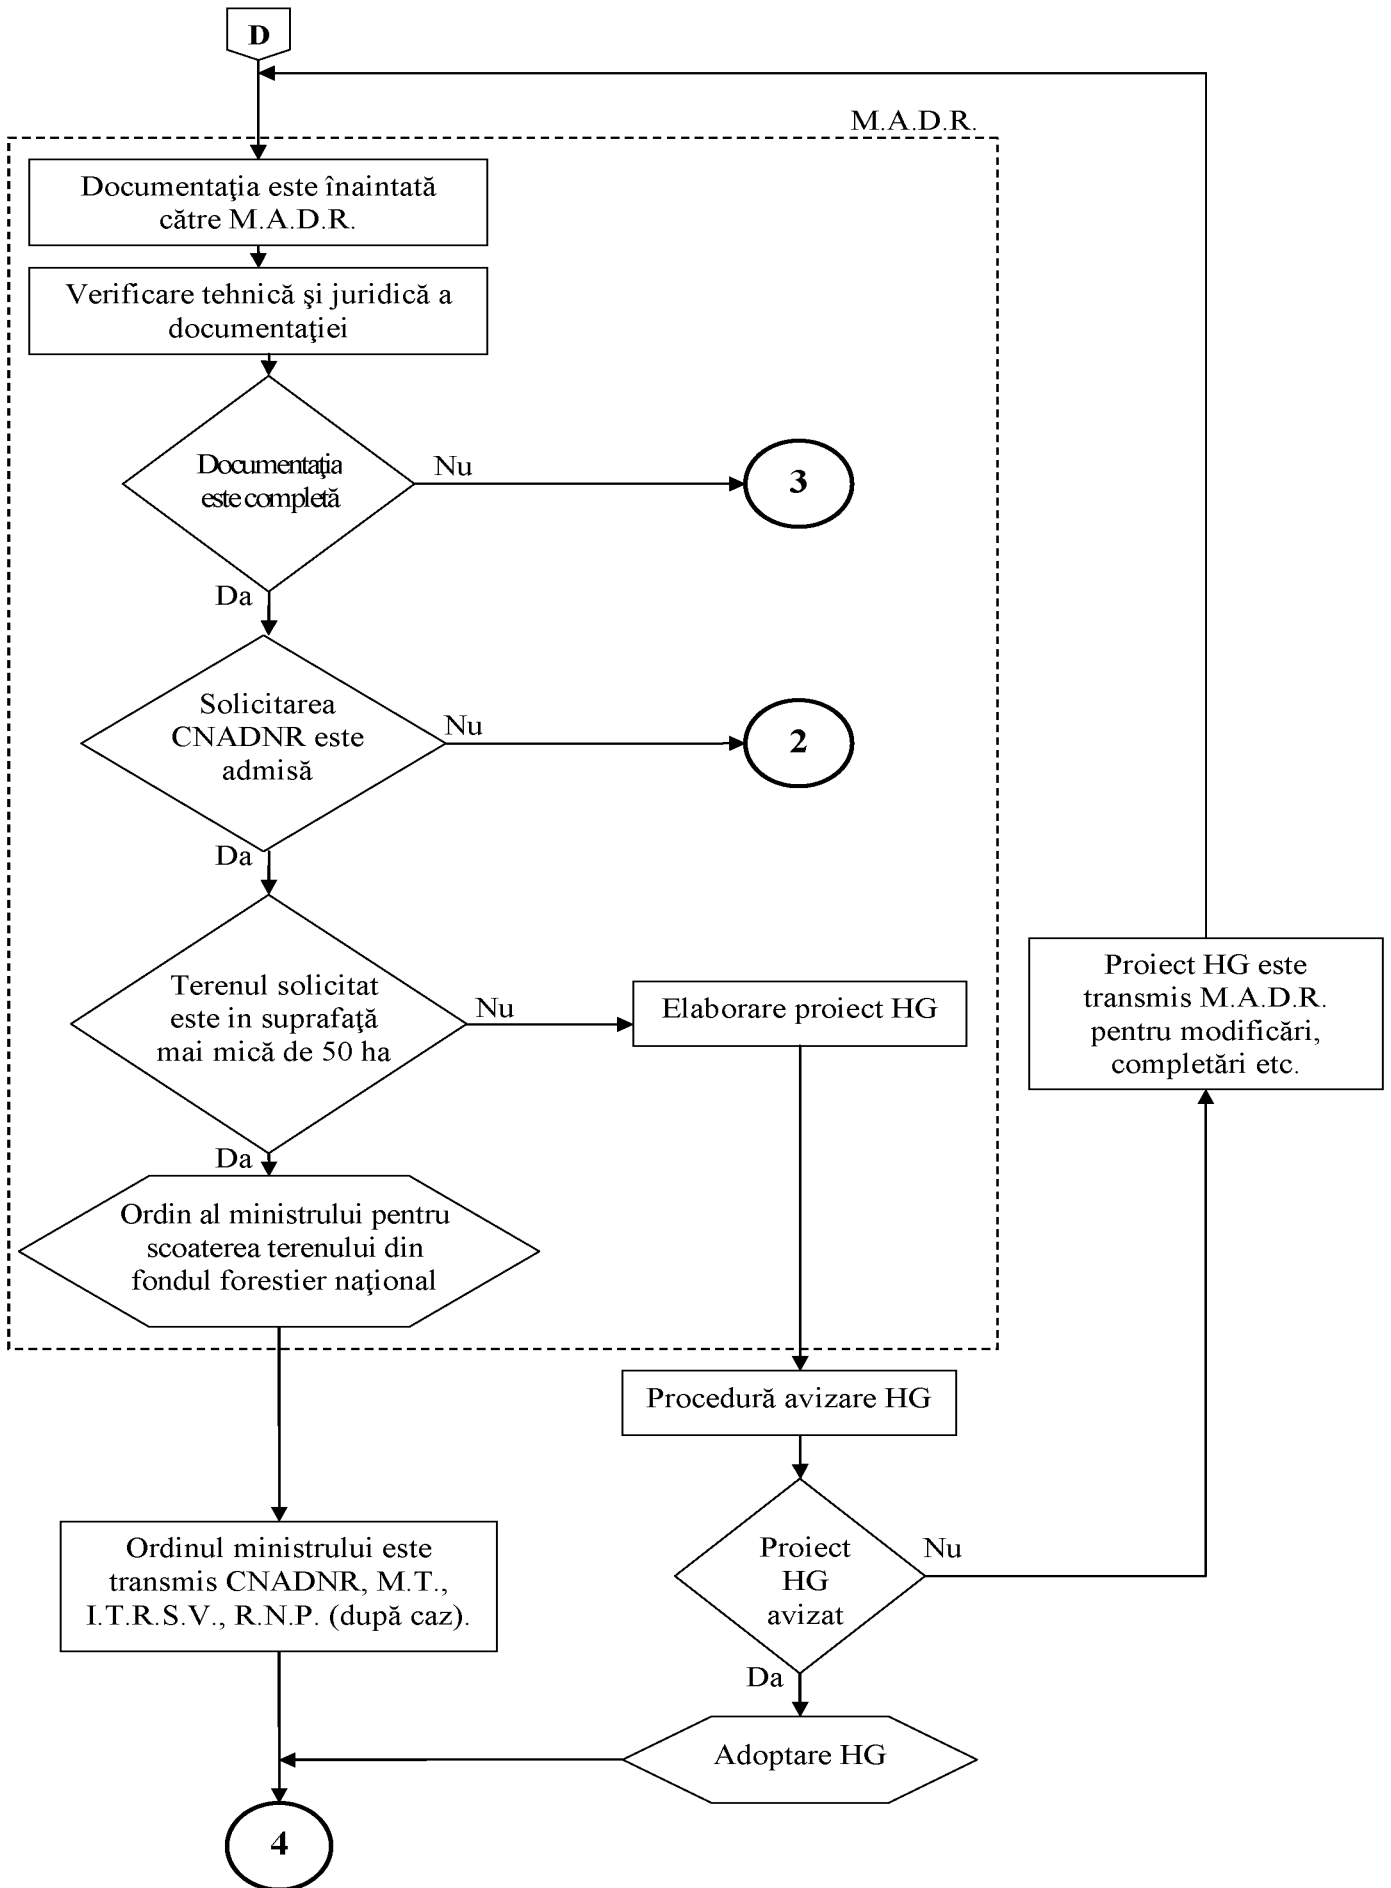 D
M.A.D.R.
Documentaţia este înaintată
către M.A.D.R.
Verificare tehnică şi juridică a
documentaţiei
Documentaţia
este completă
Nu
3
Da
Solicitarea
CNADNR este
admisă
Nu
2
Da
Terenul solicitat
este in suprafaţă
mai mică de 50 ha
Nu
Elaborare proiect HG
Proiect HG este
transmis M.A.D.R.
pentru modificări,
completări etc.
Da
Ordin al ministrului pentru
scoaterea terenului din
fondul forestier naţional
Procedură avizare HG
Ordinul ministrului este
transmis CNADNR, M.T.,
I.T.R.S.V., R.N.P. (după caz).
Proiect
HG
avizat
Nu
Da
Adoptare HG
4